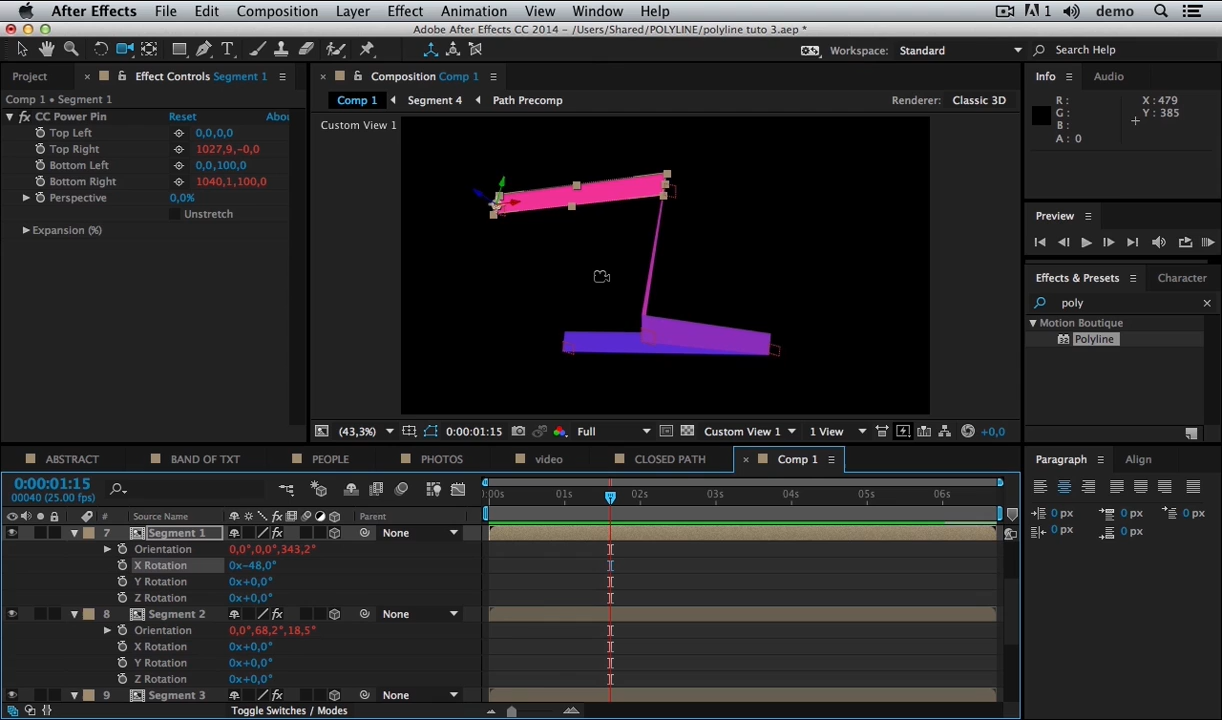 After Effects File Edit Composition Layer Effect Animation View Window Help 1 demo
Adobe After Effects CC 2014 - /Users/Shared/POLYLINE/polyline tuto 3.aep *
T Workspace: Standard Search Help
Project × Effect Controls Segment 1
Comp 1 • Segment 1
fx CC Power Pin Reset Abou
Top Left 0,0,0,0
Top Right 1027,9,-0,0
Bottom Left 0,0,100,0
Bottom Right 1040,1,100,0
Perspective 0,0%
Unstretch
Expansion (%)
× Composition Comp 1
Comp 1 Segment 4 Path Precomp Renderer: Classic 3D
Custom View 1
(43,3%) 0:00:01:15 Full Custom View 1 1 View +0,0
Info Audio
R: X : 479
G: Y : 385
B:
A : 0
Preview
Effects & Presets Character
poly ×
Motion Boutique
32
Polyline
ABSTRACT BAND OF TXT PEOPLE PHOTOS video CLOSED PATH × Comp 1
0:00:01:15
00040 (25.00 fps)
:00s 01s 02s 03s 04s 05s 06s
# Source Name fx Parent
7 Segment 1 fx None
Orientation 0,0°,0,0°,343,2°
X Rotation 0x-48,0°
Y Rotation 0x+0,0°
Z Rotation 0x+0,0°
8 Segment 2 fx None
Orientation 0,0°,68,2°,18,5°
X Rotation 0x+0,0°
Y Rotation 0x+0,0°
Z Rotation 0x+0,0°
9 Segment 3 fx None
Toggle Switches / Modes
Paragraph Align
0 px 0 px 0 px
0 px 0 px